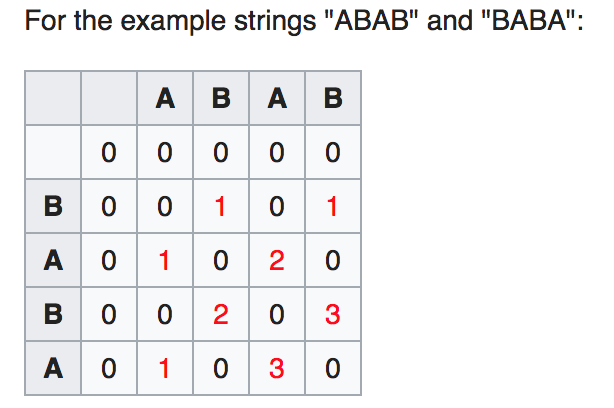 For the example strings "ABAB" and "BABA":
A B A B
0 0 0 0 0
B 0 0 1 0 1
A 0 1 0 2 0
B 0 0 2 0 3
A 0 1 0 3 0